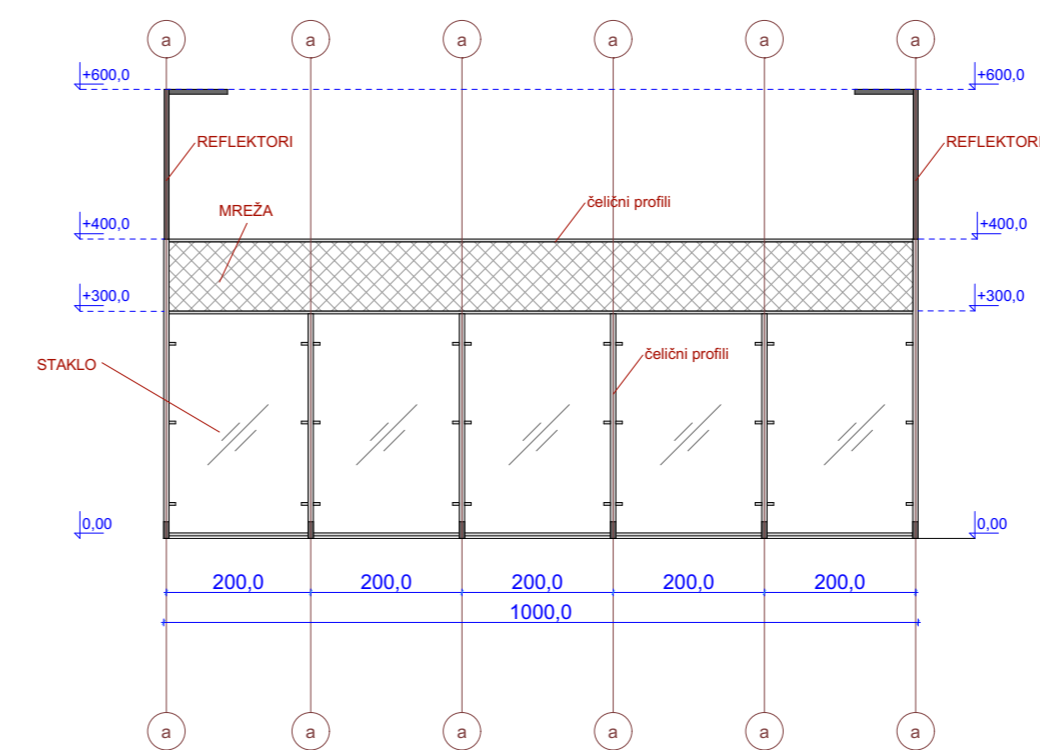 a a a a a a
+600,0 +600,0
REFLEKTORI REFLEKTORI
čelični profili
MREŽA
+400,0 +400,0
+300,0 +300,0
čelični profili
STAKLO
0,00 0,00
200,0 200,0 200,0 200,0 200,0
1000,0
a a a a a a